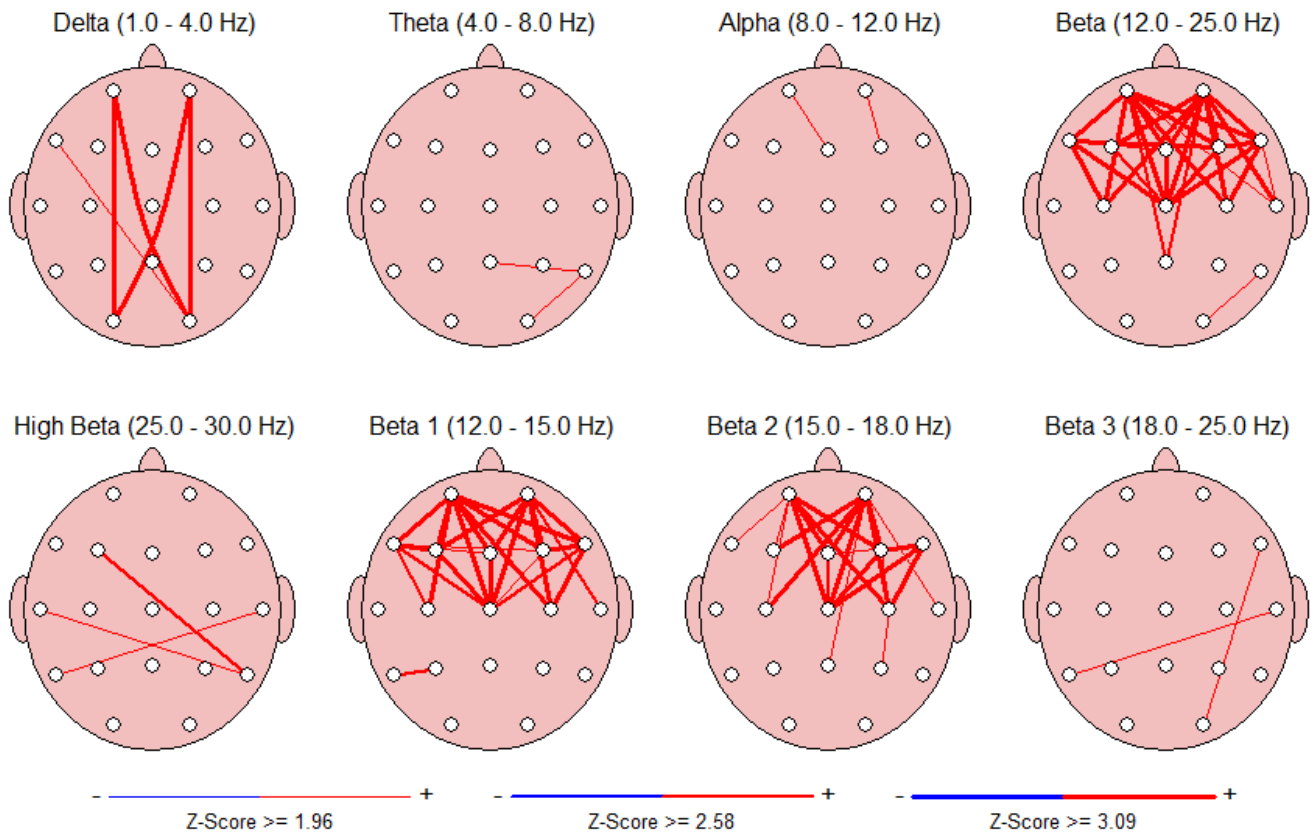 Delta (1.0 - 4.0 Hz) Theta (4.0 - 8.0 Hz) Alpha (8.0 - 12.0 Hz) Beta (12.0 - 25.0 Hz)
High Beta (25.0 - 30.0 Hz) Beta 1 (12.0 - 15.0 Hz) Beta 2 (15.0 - 18.0 Hz) Beta 3 (18.0 - 25.0 Hz)
- + - + - +
Z-Score >= 1.96 Z-Score >= 2.58 Z-Score >= 3.09